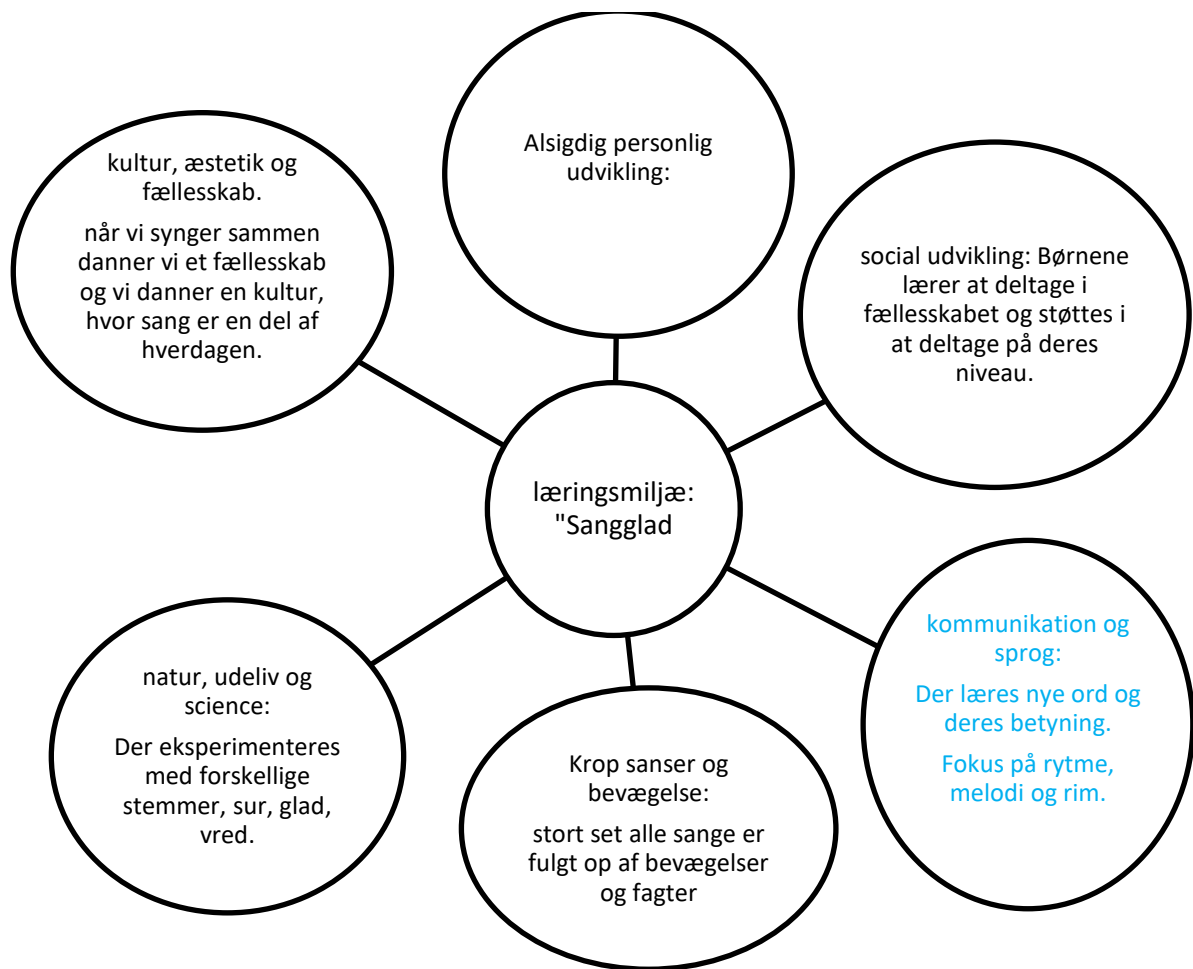 Alsigdig personlig
udvikling:
kultur, æstetik og
fællesskab.
når vi synger sammen
danner vi et fællesskab
og vi danner en kultur,
hvor sang er en del af
hverdagen.
social udvikling: Børnene
lærer at deltage i
fællesskabet og støttes i
at deltage på deres
niveau.
læringsmiljæ:
"Sangglad
kommunikation og
sprog:
Der læres nye ord og
deres betyning.
Fokus på rytme,
melodi og rim.
natur, udeliv og
science:
Der eksperimenteres
med forskellige
stemmer, sur, glad,
vred.
Krop sanser og
bevægelse:
stort set alle sange er
fulgt op af bevægelser
og fagter